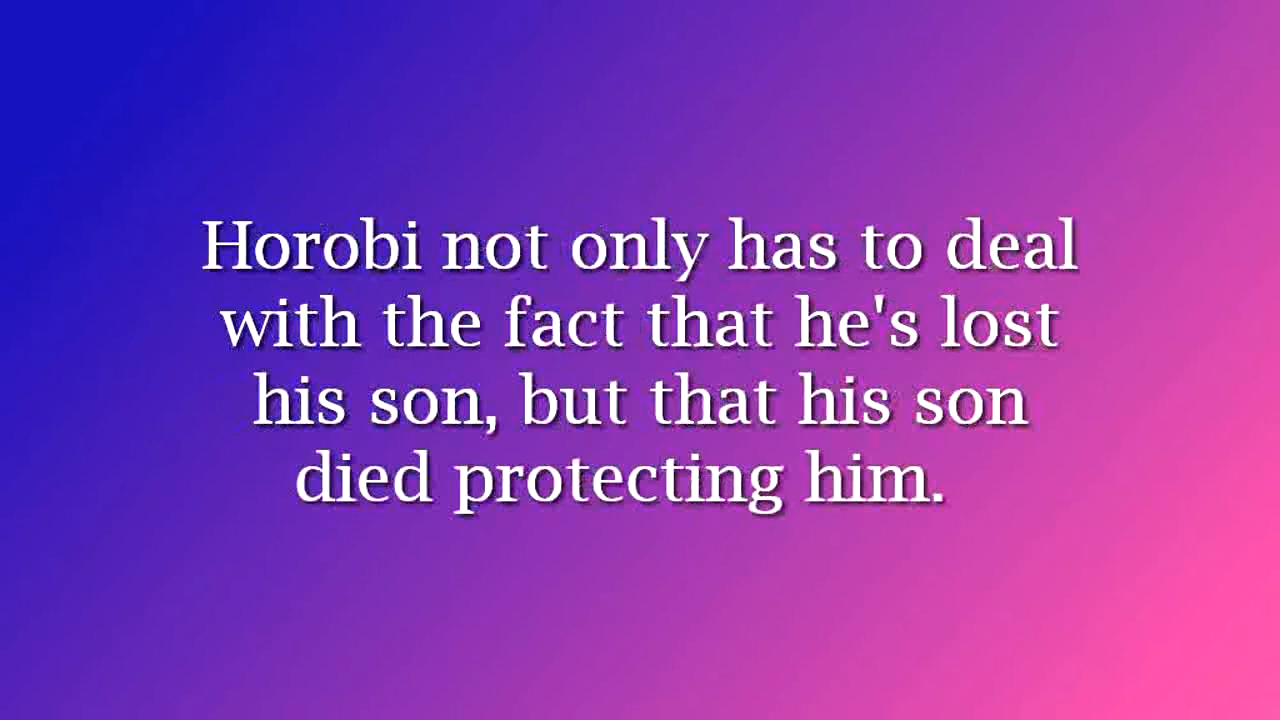 Horobi not only has to deal
with the fact that he's lost
his son, but that his son
died protecting him.